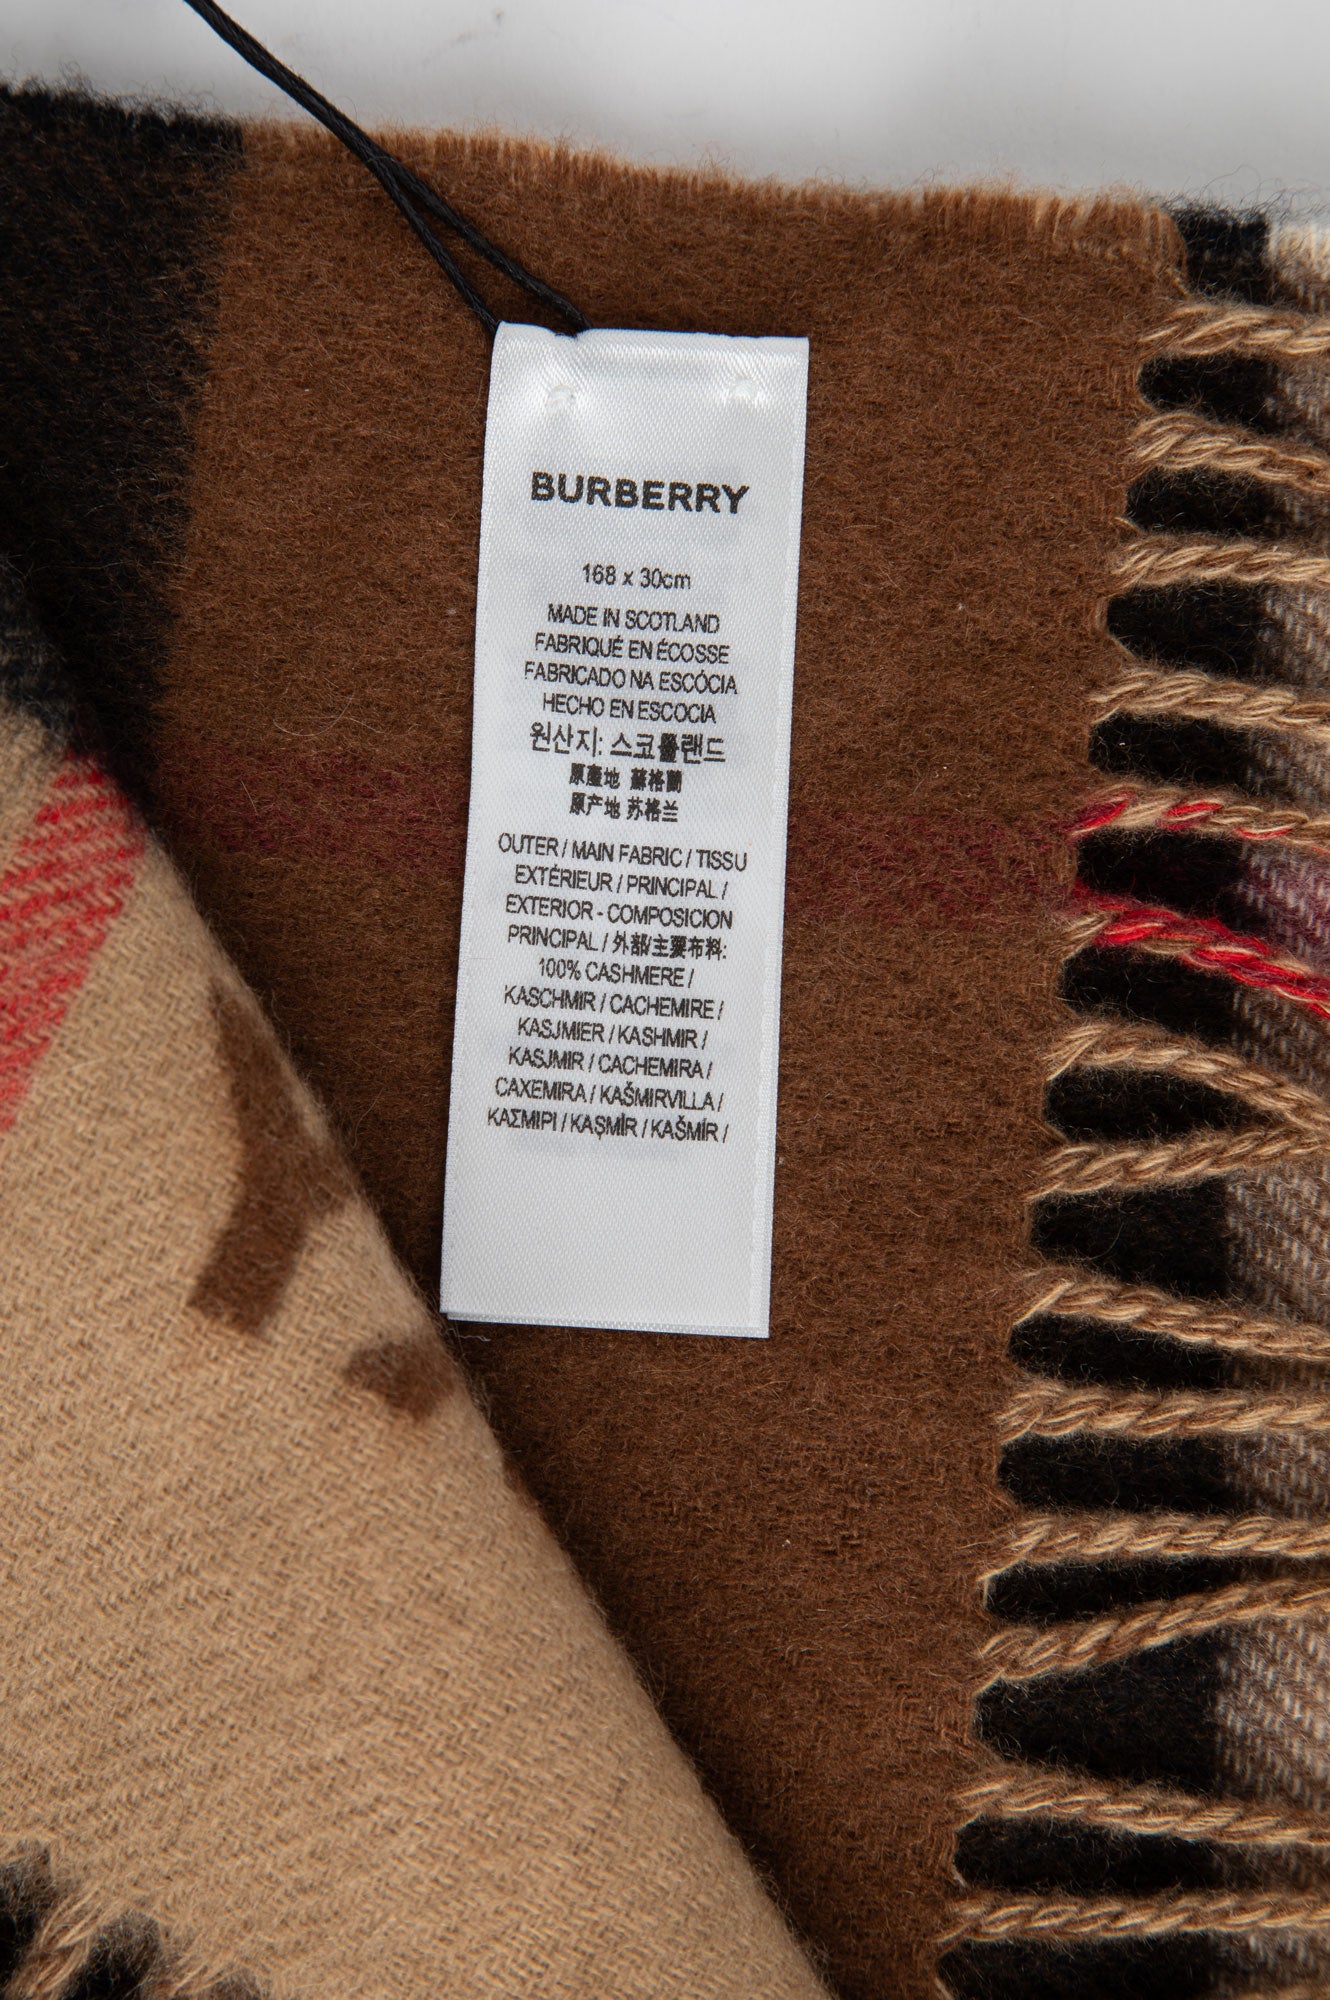 BURBERRY
168 x 30cm
MADE IN SCOTLAND
FABRIQUÉ EN ÉCOSSE
FABRICADO NA ESCÓCIA
HECHO EN ESCOCIA
원산지: 스코틀랜드
原產地 蘇格蘭
原产地 苏格兰
OUTER / MAIN FABRIC / TISSU
EXTÉRIEUR / PRINCIPAL /
EXTERIOR - COMPOSICION
PRINCIPAL / 外部/主要布料:
100% CASHMERE /
KASCHMIR / CACHEMIRE /
KASJMIER / KASHMIR /
KASJMIR / CACHEMIRA /
CAXEMIRA / KAŠMIRVILLA /
ΚΑΣΜΙΡΙ / KAŞMİR / KAŠMÍR /